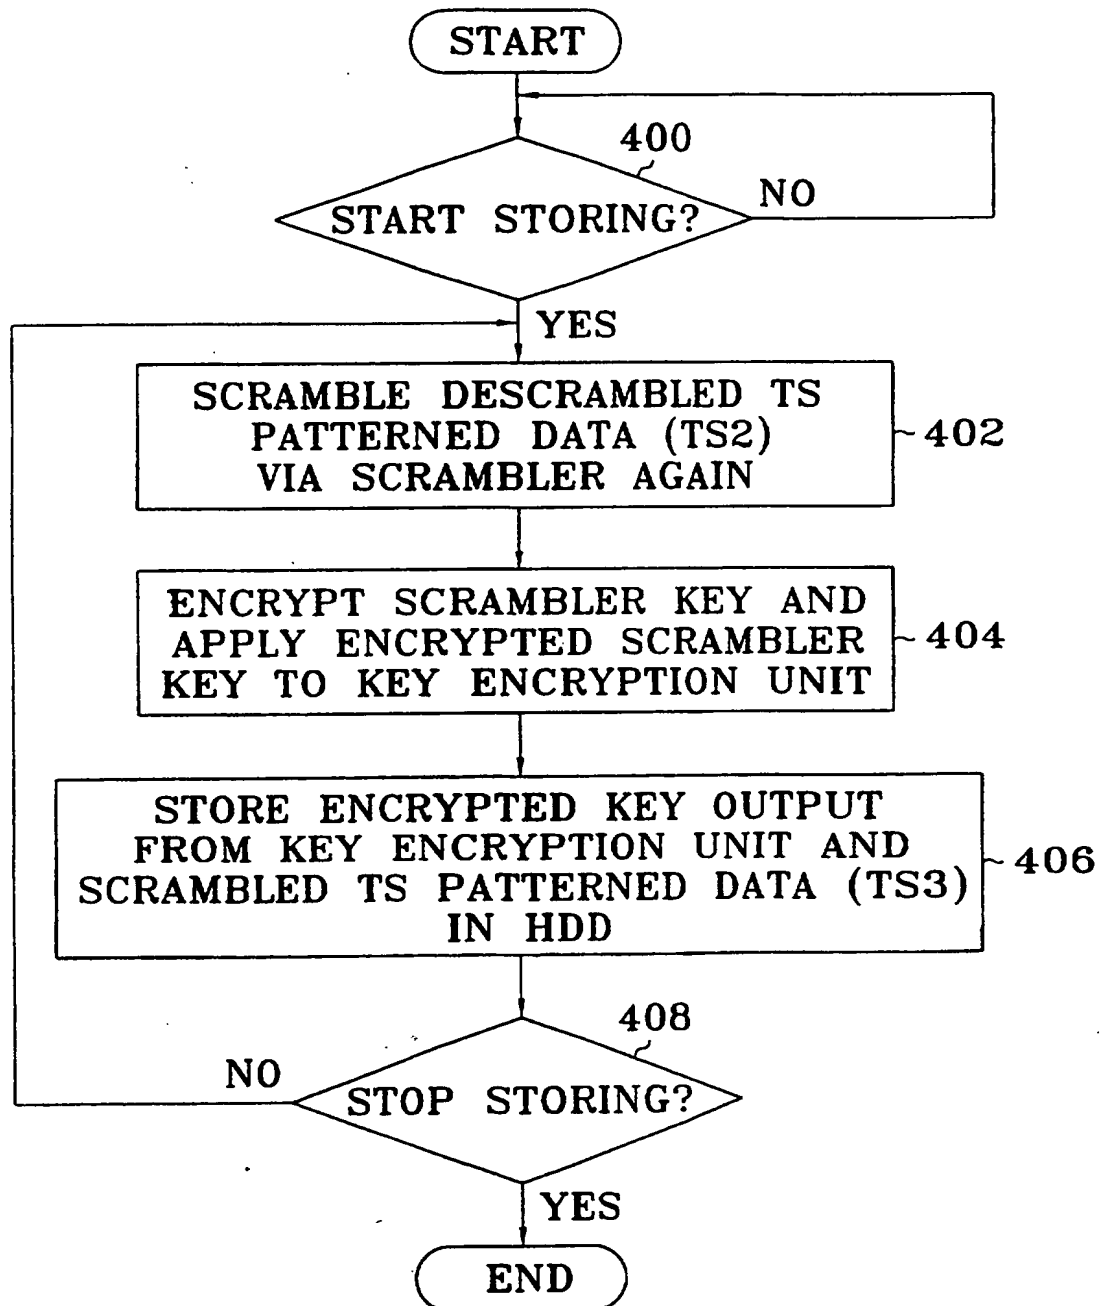 START
400
START STORING?
NO
YES
SCRAMBLE DESCRAMBLED TS
PATTERNED DATA (TS2)
VIA SCRAMBLER AGAIN
402
ENCRYPT SCRAMBLER KEY AND
APPLY ENCRYPTED SCRAMBLER
KEY TO KEY ENCRYPTION UNIT
404
STORE ENCRYPTED KEY OUTPUT
FROM KEY ENCRYPTION UNIT AND
SCRAMBLED TS PATTERNED DATA (TS3)
IN HDD
406
408
NO
STOP STORING?
YES
END